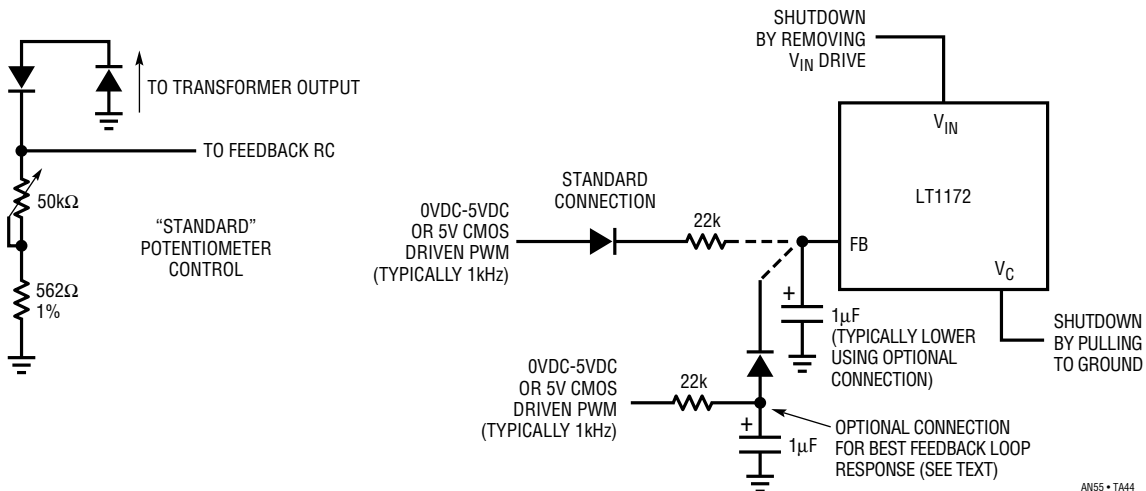 TO TRANSFORMER OUTPUT
TO FEEDBACK RC
50kΩ
"STANDARD"
POTENTIOMETER
CONTROL
562Ω
1%
SHUTDOWN
BY REMOVING
VIN DRIVE
VIN
LT1172
FB
VC
STANDARD
CONNECTION
0VDC-5VDC
OR 5V CMOS
DRIVEN PWM
(TYPICALLY 1kHz)
22k
+
1µF
(TYPICALLY LOWER
USING OPTIONAL
CONNECTION)
SHUTDOWN
BY PULLING
TO GROUND
0VDC-5VDC
OR 5V CMOS
DRIVEN PWM
(TYPICALLY 1kHz)
22k
+
1µF
OPTIONAL CONNECTION
FOR BEST FEEDBACK LOOP
RESPONSE (SEE TEXT)
AN55 • TA44